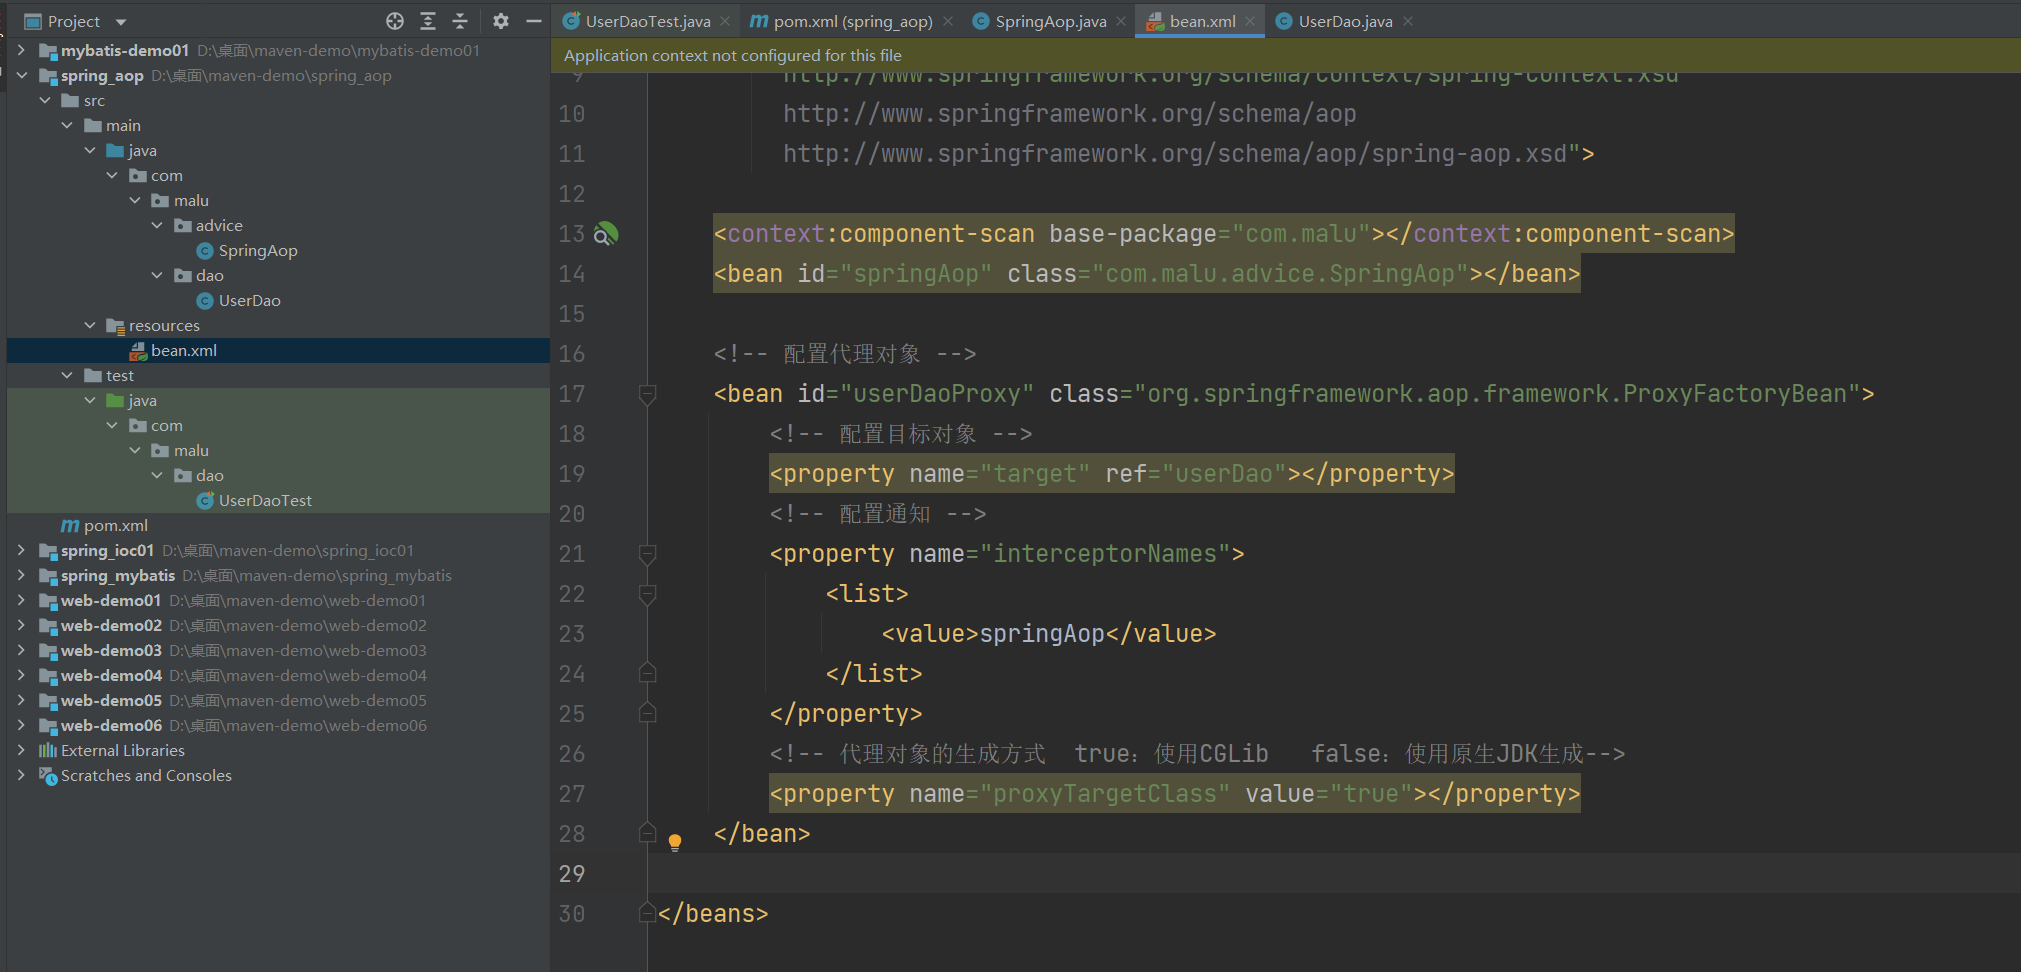 Project
mybatis-demo01 D:\桌面\maven-demo\mybatis-demo01
spring_aop D:\桌面\maven-demo\spring_aop
src
main
java
com
malu
advice
SpringAop
dao
UserDao
resources
bean.xml
test
java
com
malu
dao
UserDaoTest
pom.xml
spring_ioc01 D:\桌面\maven-demo\spring_ioc01
spring_mybatis D:\桌面\maven-demo\spring_mybatis
web-demo01 D:\桌面\maven-demo\web-demo01
web-demo02 D:\桌面\maven-demo\web-demo02
web-demo03 D:\桌面\maven-demo\web-demo03
web-demo04 D:\桌面\maven-demo\web-demo04
web-demo05 D:\桌面\maven-demo\web-demo05
web-demo06 D:\桌面\maven-demo\web-demo06
External Libraries
Scratches and Consoles
UserDaoTest.java pom.xml (spring_aop) SpringAop.java bean.xml UserDao.java
Application context not configured for this file
9 http://www.springframework.org/schema/context/spring-context.xsd
10 http://www.springframework.org/schema/aop
11 http://www.springframework.org/schema/aop/spring-aop.xsd">
12
13 <context:component-scan base-package="com.malu"></context:component-scan>
14 <bean id="springAop" class="com.malu.advice.SpringAop"></bean>
15
16 <!-- 配置代理对象 -->
17 <bean id="userDaoProxy" class="org.springframework.aop.framework.ProxyFactoryBean">
18 <!-- 配置目标对象 -->
19 <property name="target" ref="userDao"></property>
20 <!-- 配置通知 -->
21 <property name="interceptorNames">
22 <list>
23 <value>springAop</value>
24 </list>
25 </property>
26 <!-- 代理对象的生成方式 true：使用CGLib false：使用原生JDK生成-->
27 <property name="proxyTargetClass" value="true"></property>
28 </bean>
29
30 </beans>